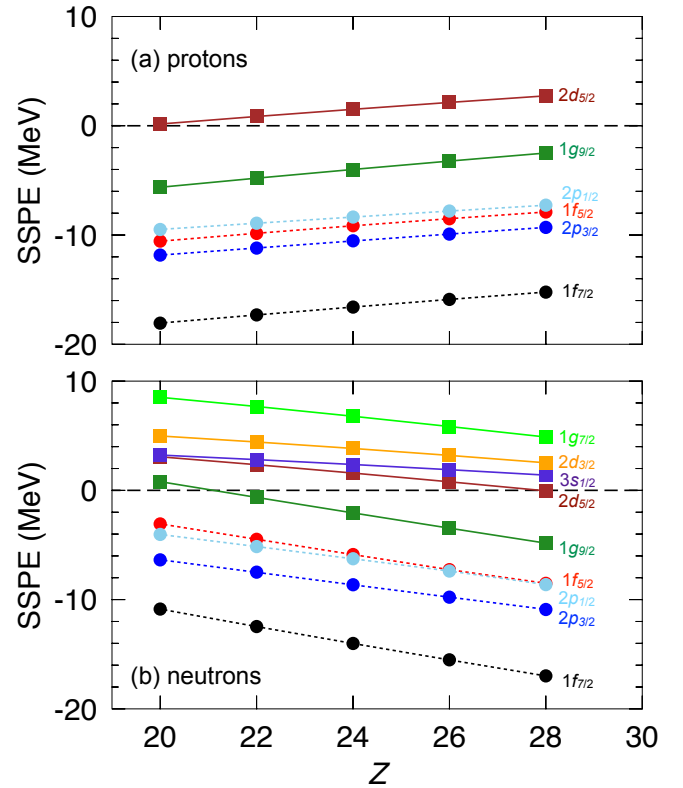 10
(a) protons
2d5/2
0
1g9/2
2p1/2
1f5/2
-10
2p3/2
1f7/2
-20
SSPE (MeV)
10
1g7/2
2d3/2
3s1/2
0
2d5/2
1g9/2
1f5/2
-10
2p1/2
2p3/2
(b) neutrons
1f7/2
-20
SSPE (MeV)
20 22 24 26 28 30
Z